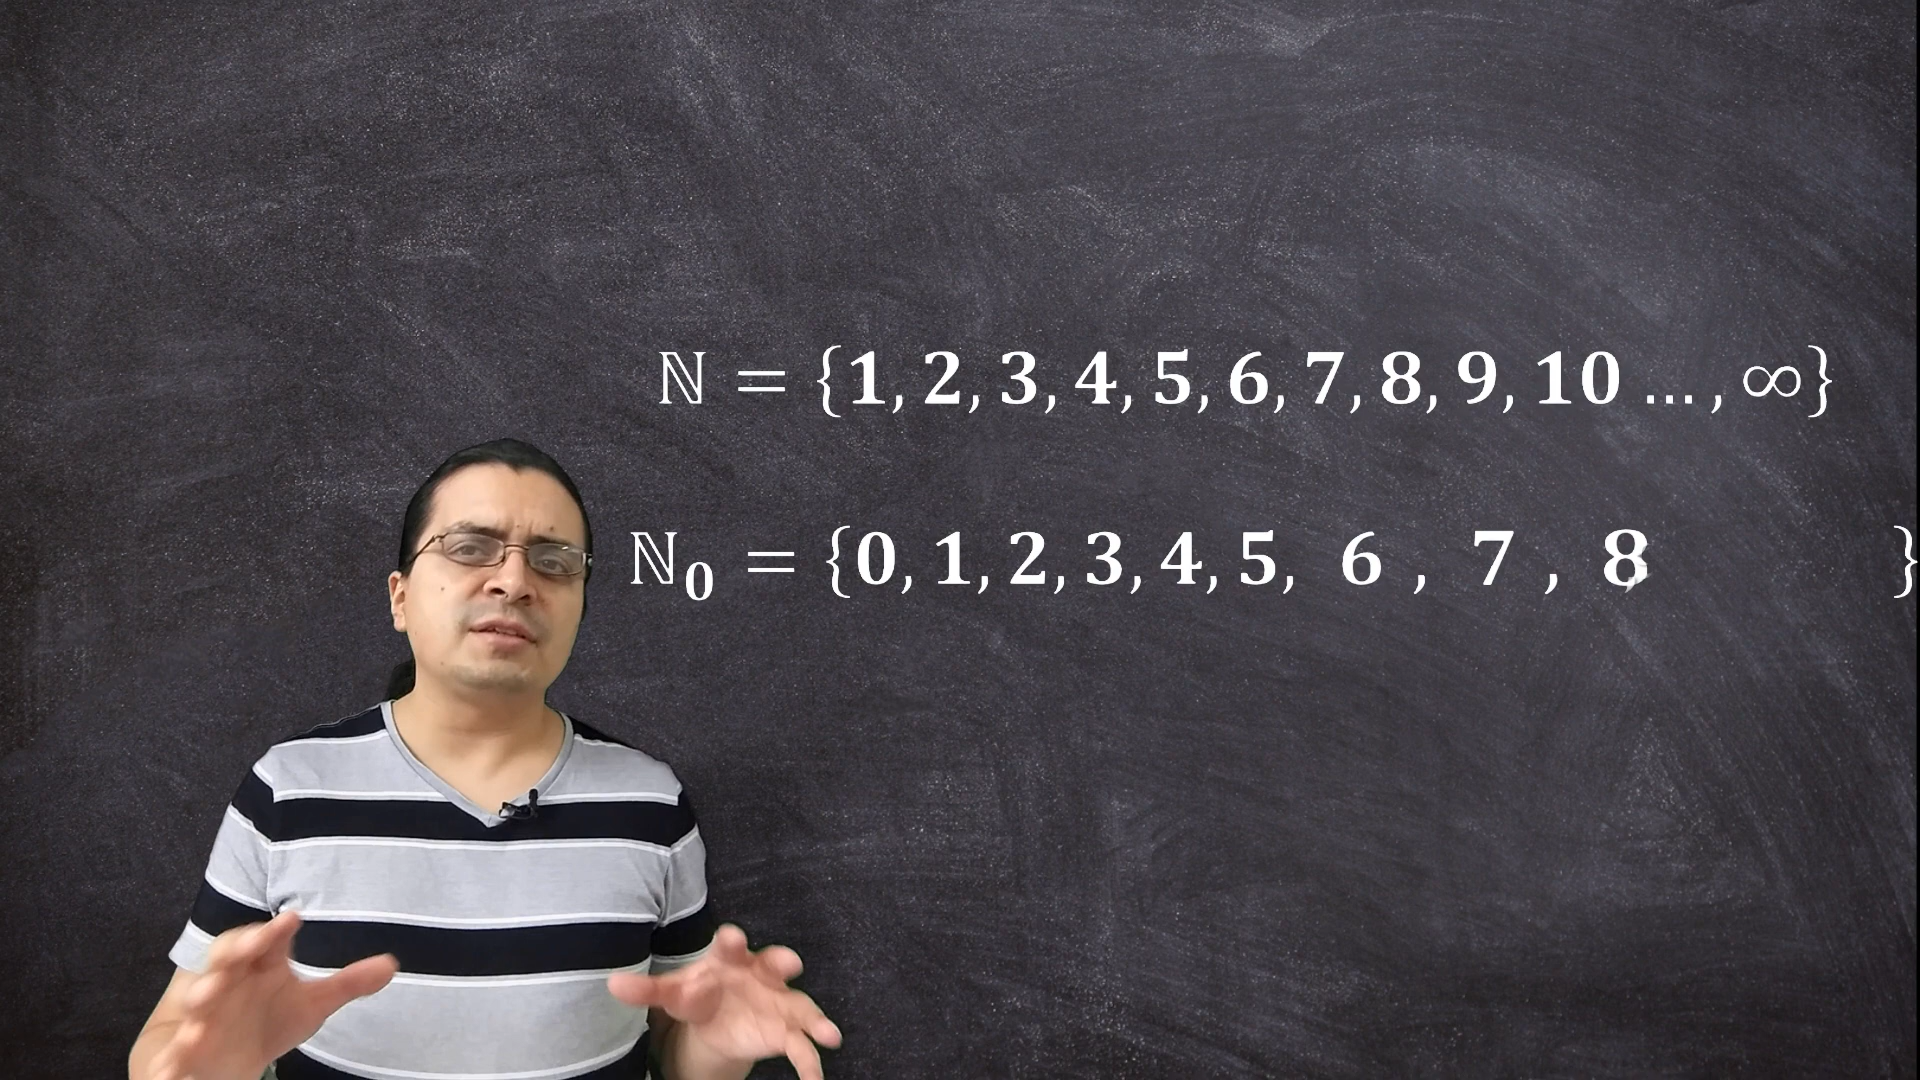 ℕ = {1, 2, 3, 4, 5, 6, 7, 8, 9, 10 ... , ∞}
ℕ₀ = {0, 1, 2, 3, 4, 5, 6 , 7 , 8 }